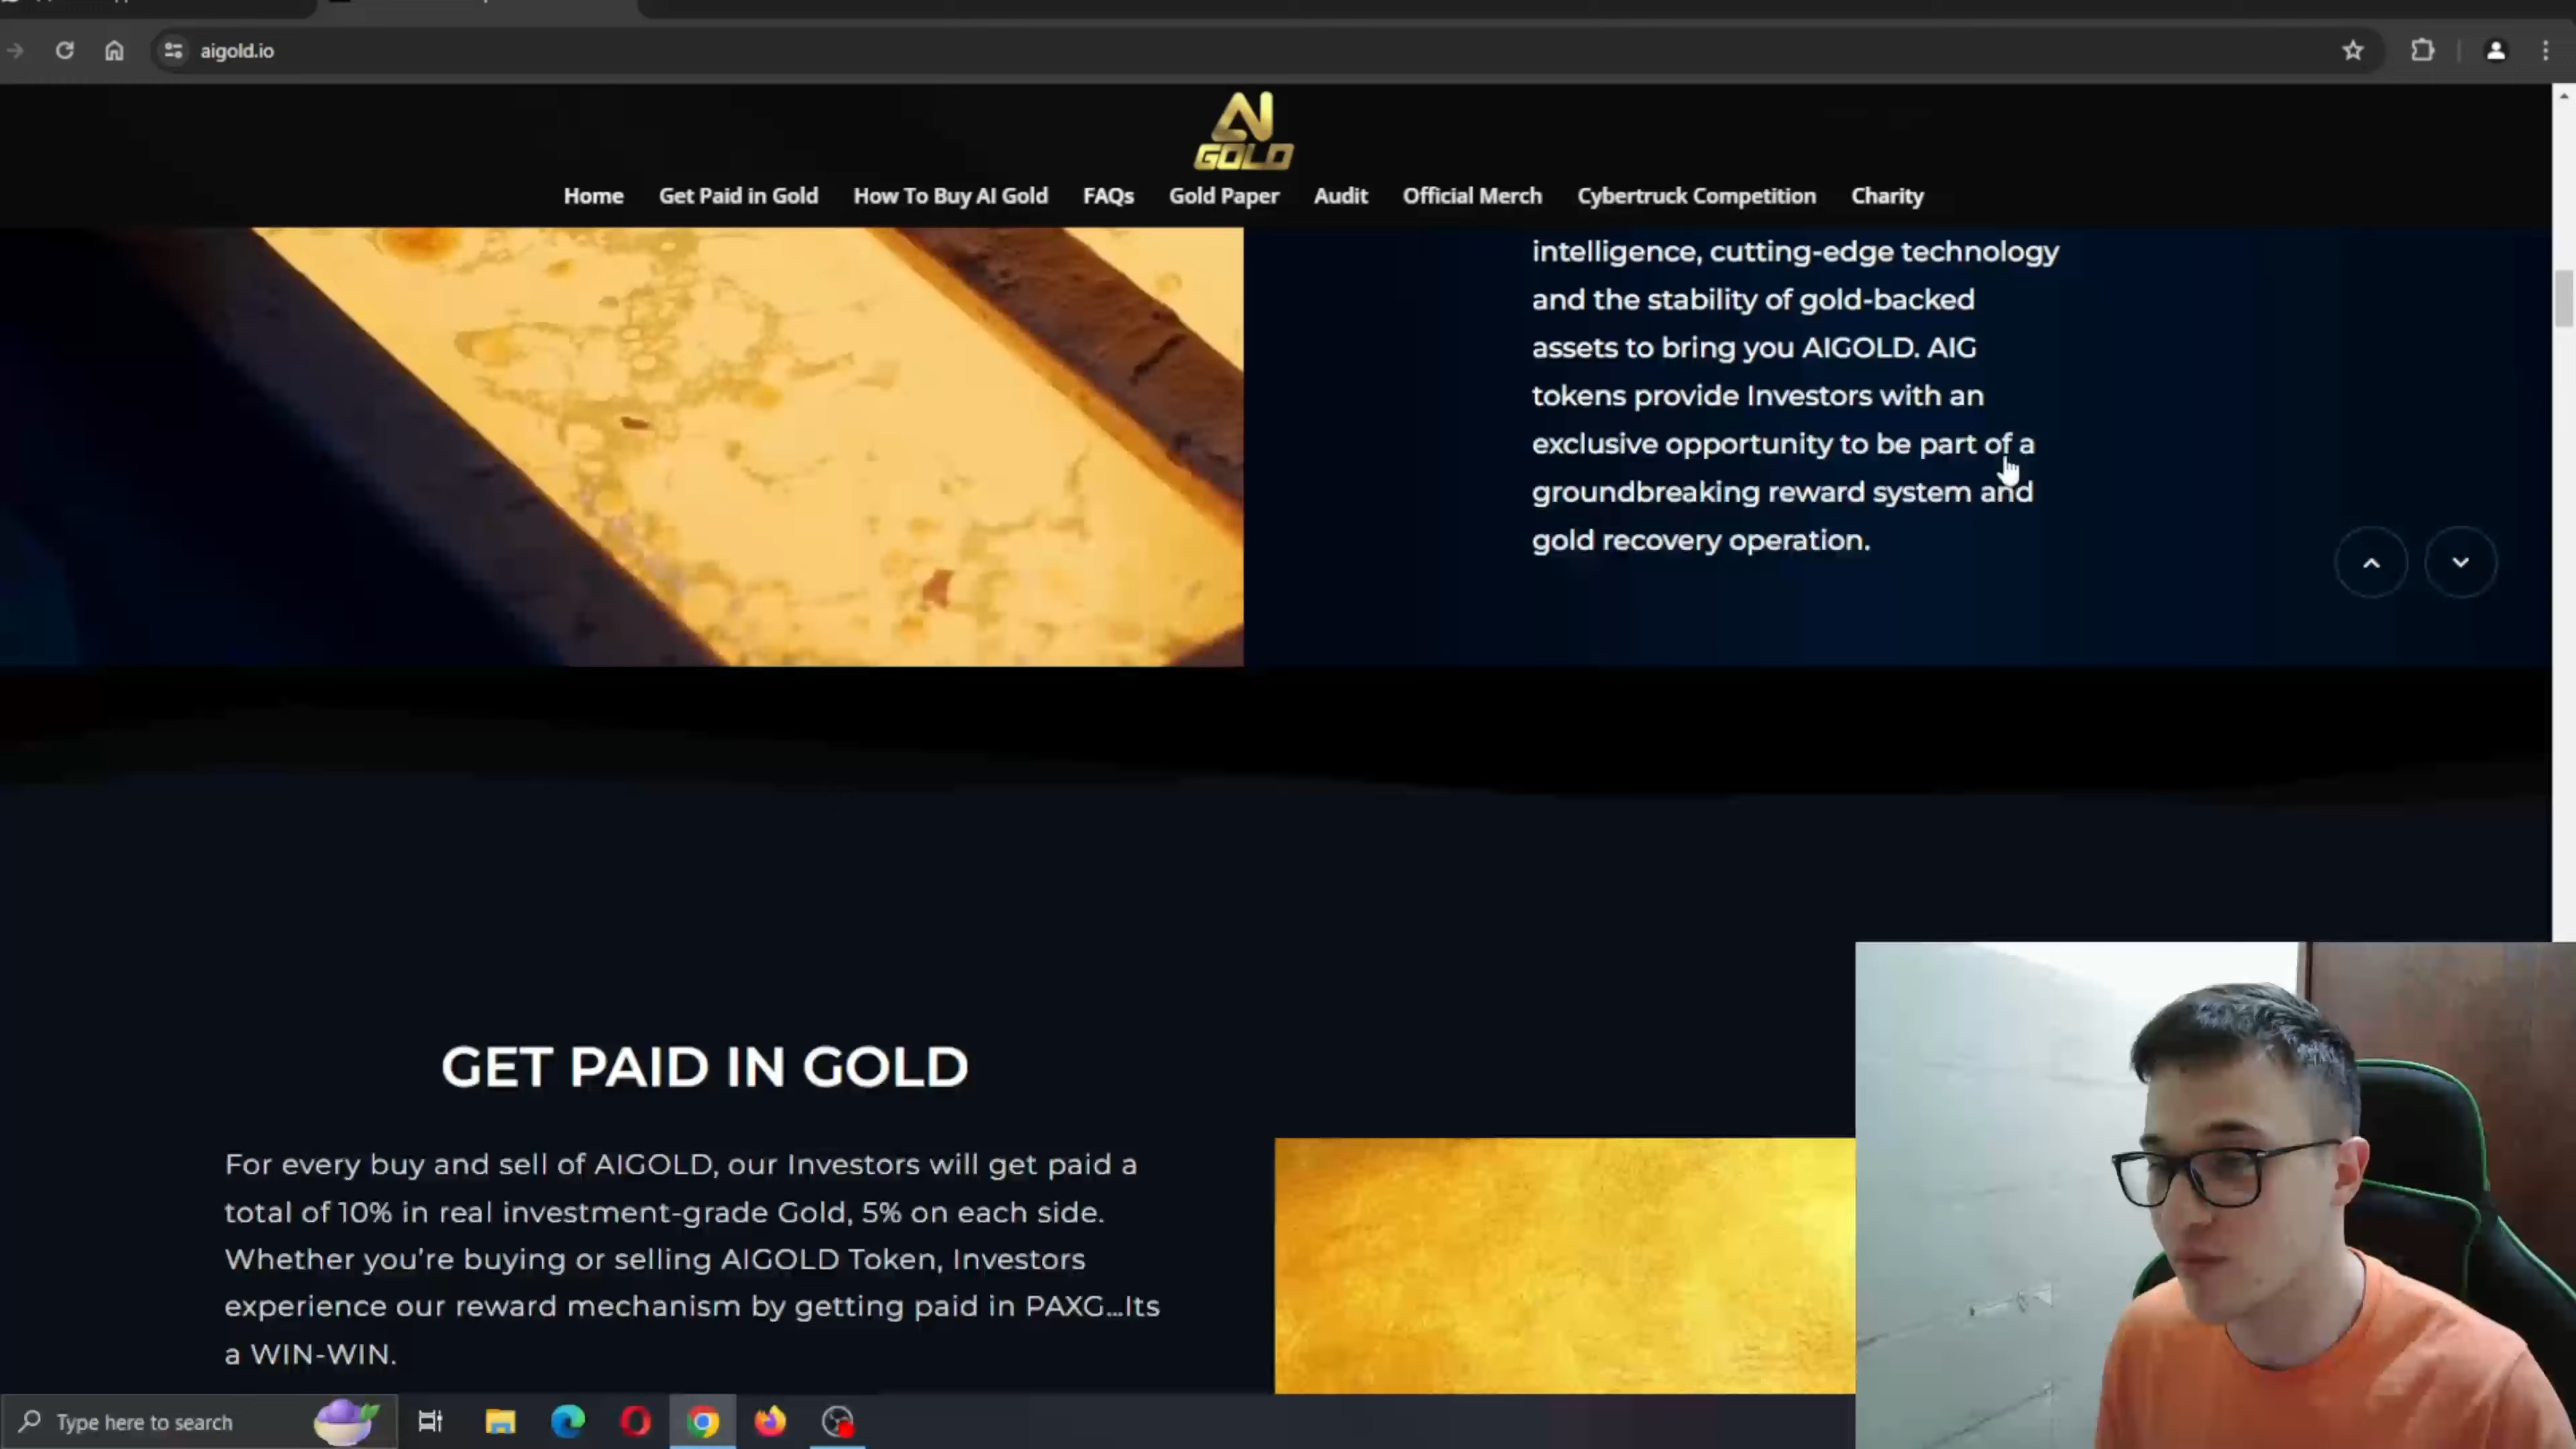 aigold.io
AI
GOLD
Home Get Paid in Gold How To Buy AI Gold FAQs Gold Paper Audit Official Merch Cybertruck Competition Charity
intelligence, cutting-edge technology
and the stability of gold-backed
assets to bring you AIGOLD. AIG
tokens provide Investors with an
exclusive opportunity to be part of a
groundbreaking reward system and
gold recovery operation.
GET PAID IN GOLD
For every buy and sell of AIGOLD, our Investors will get paid a
total of 10% in real investment-grade Gold, 5% on each side.
Whether you're buying or selling AIGOLD Token, Investors
experience our reward mechanism by getting paid in PAXG...Its
a WIN-WIN.
Type here to search